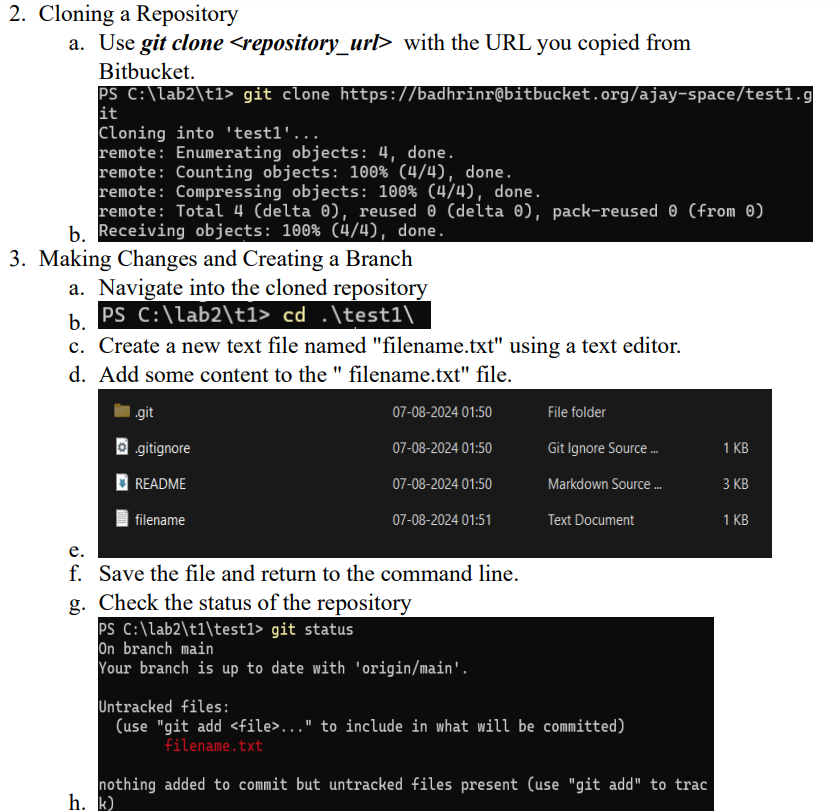 2. Cloning a Repository
a. Use git clone <repository_url> with the URL you copied from
Bitbucket.
PS C:\lab2\t1> git clone https://badhrinr@bitbucket.org/ajay-space/test1.g
it
Cloning into 'test1'...
remote: Enumerating objects: 4, done.
remote: Counting objects: 100% (4/4), done.
remote: Compressing objects: 100% (4/4), done.
remote: Total 4 (delta 0), reused 0 (delta 0), pack-reused 0 (from 0)
b. Receiving objects: 100% (4/4), done.
3. Making Changes and Creating a Branch
a. Navigate into the cloned repository
b. PS C:\lab2\t1> cd .\test1\
c. Create a new text file named "filename.txt" using a text editor.
d. Add some content to the " filename.txt" file.
.git 07-08-2024 01:50 File folder
.gitignore 07-08-2024 01:50 Git Ignore Source ... 1 KB
README 07-08-2024 01:50 Markdown Source ... 3 KB
filename 07-08-2024 01:51 Text Document 1 KB
e.
f. Save the file and return to the command line.
g. Check the status of the repository
PS C:\lab2\t1\test1> git status
On branch main
Your branch is up to date with 'origin/main'.
Untracked files:
(use "git add <file>..." to include in what will be committed)
filename.txt
nothing added to commit but untracked files present (use "git add" to trac
h. k)